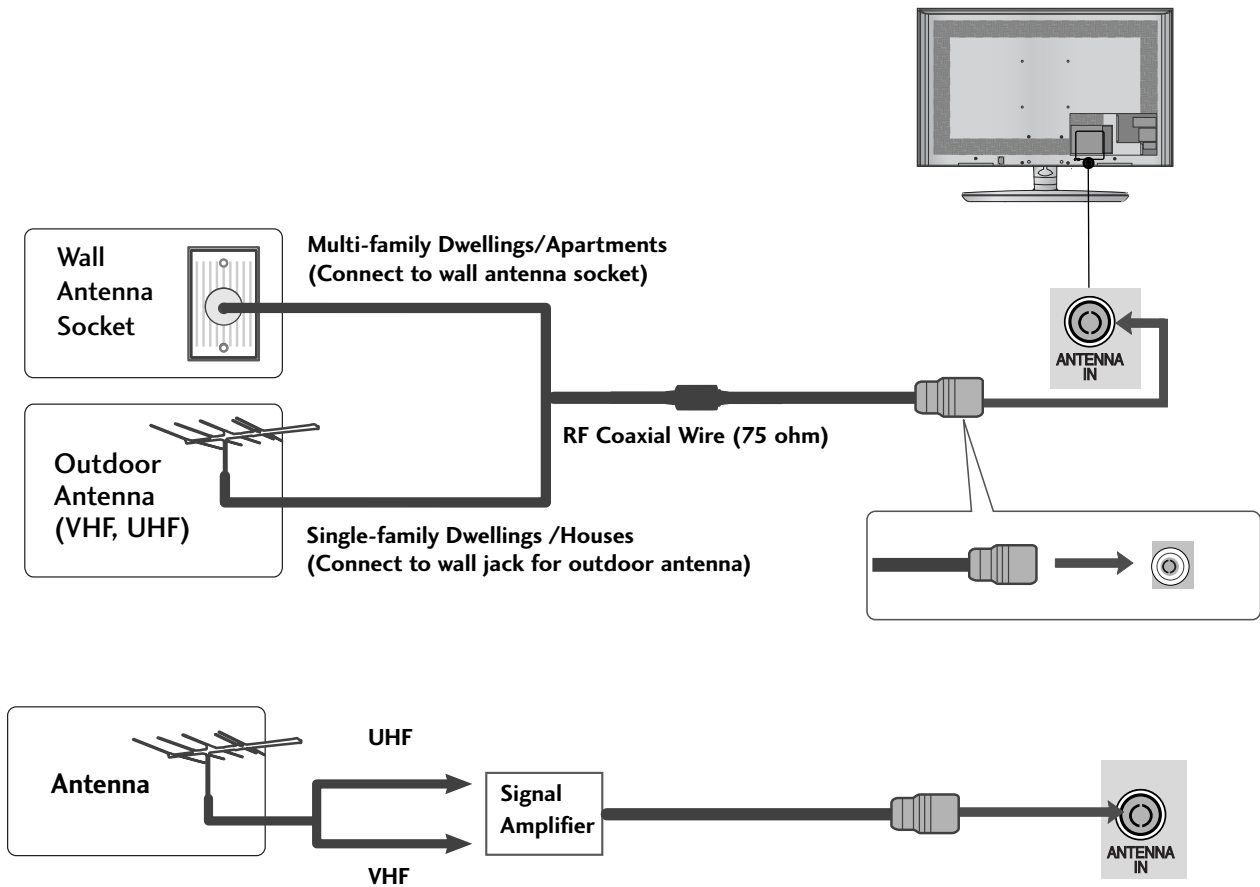 Wall
Antenna
Socket
Multi-family Dwellings/Apartments
(Connect to wall antenna socket)
ANTENNA
IN
RF Coaxial Wire (75 ohm)
Outdoor
Antenna
(VHF, UHF)
Single-family Dwellings /Houses
(Connect to wall jack for outdoor antenna)
Antenna
UHF
VHF
Signal
Amplifier
ANTENNA
IN